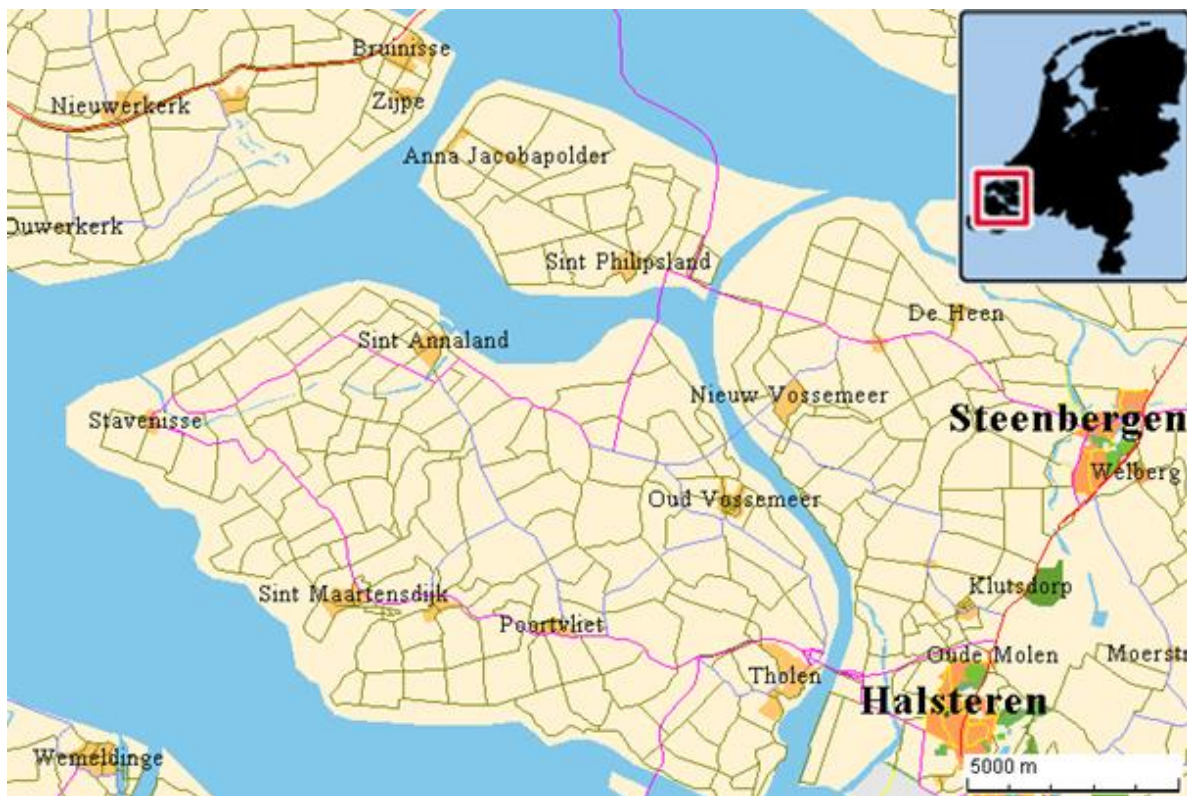 Bruinisse
Zijpe
Nieuwerkerk
Anna Jacobapolder
Ouwerkerk
Sint Philipsland
De Heen
Sint Annaland
Nieuw Vossemeer
Stavenisse
Steenbergen
Welberg
Oud Vossemeer
Klutsdorp
Sint Maartensdijk
Poortvliet
Oude Molen
Moerstr
Tholen
Halsteren
Wemeldinge
5000 m